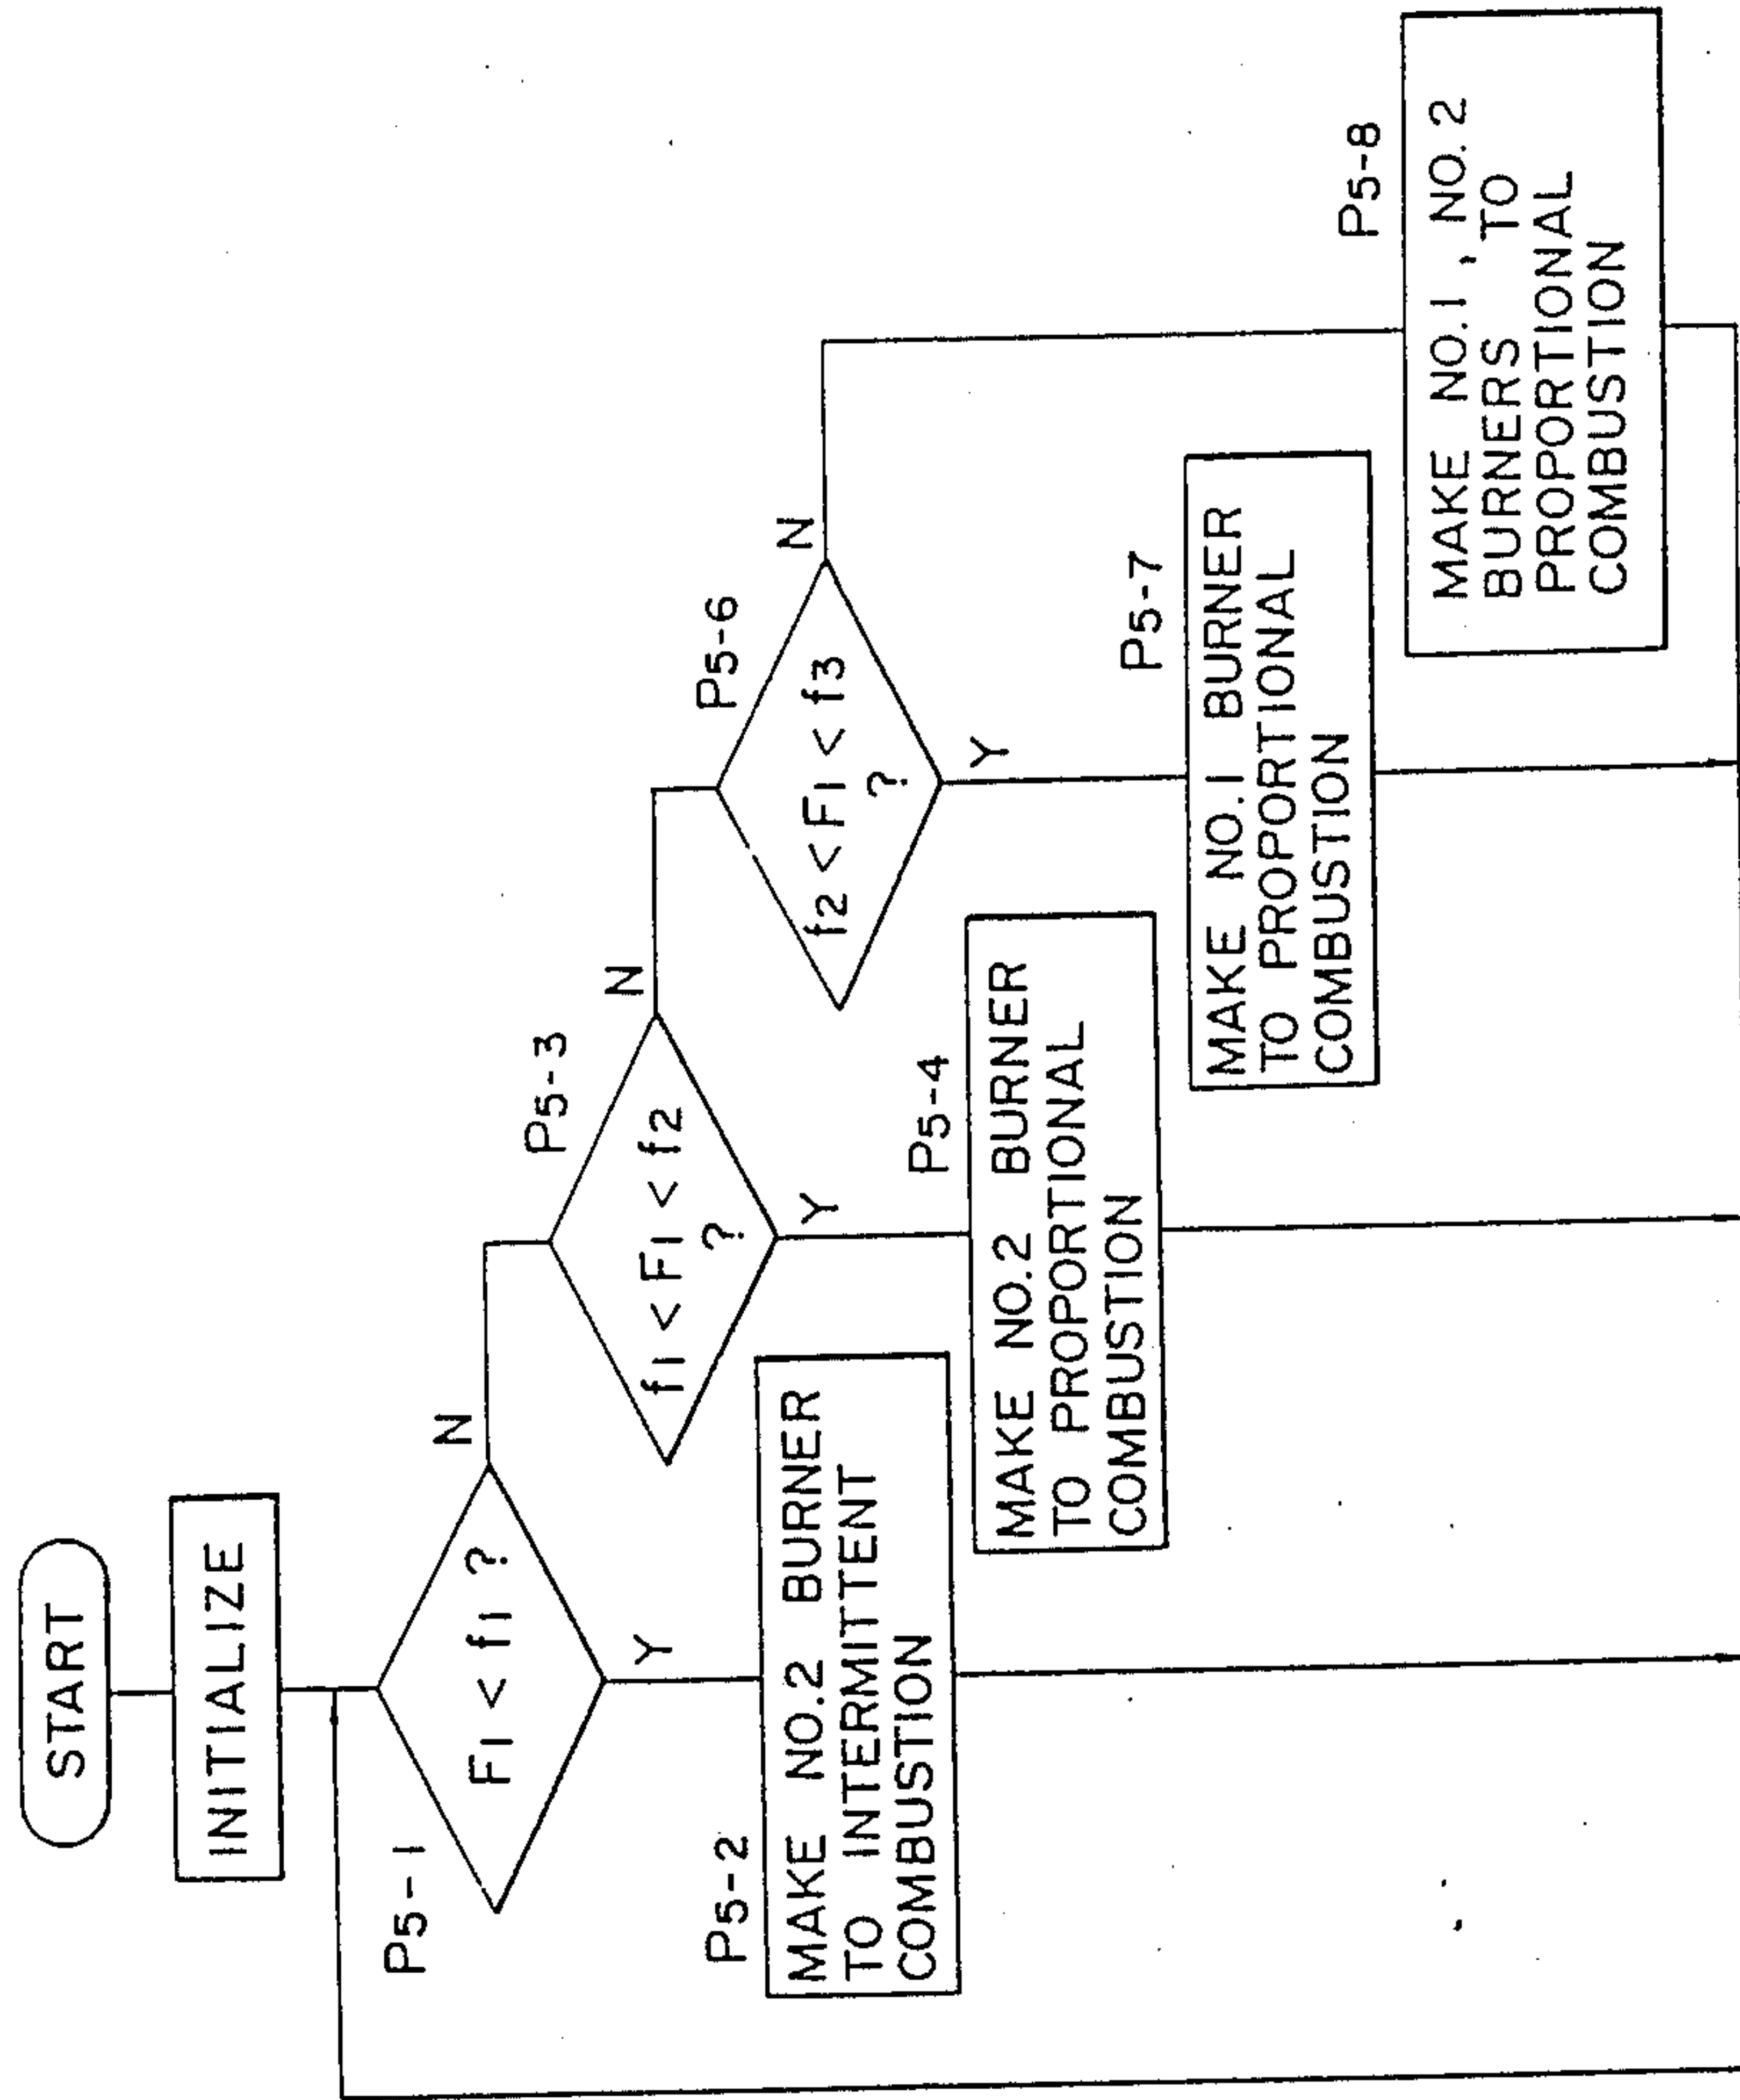 START
INITIALIZE
P5-1
F1 < f1 ?
N
Y
P5-2
MAKE NO.2 BURNER
TO INTERMITTENT
COMBUSTION
P5-3
f1 < F1 < f2
?
N
Y
P5-4
MAKE NO.2 BURNER
TO PROPORTIONAL
COMBUSTION
P5-6
f2 < F1 < f3
?
N
Y
P5-7
MAKE NO.1 BURNER
TO PROPORTIONAL
COMBUSTION
P5-8
MAKE NO.1, NO.2
BURNERS TO
PROPORTIONAL
COMBUSTION